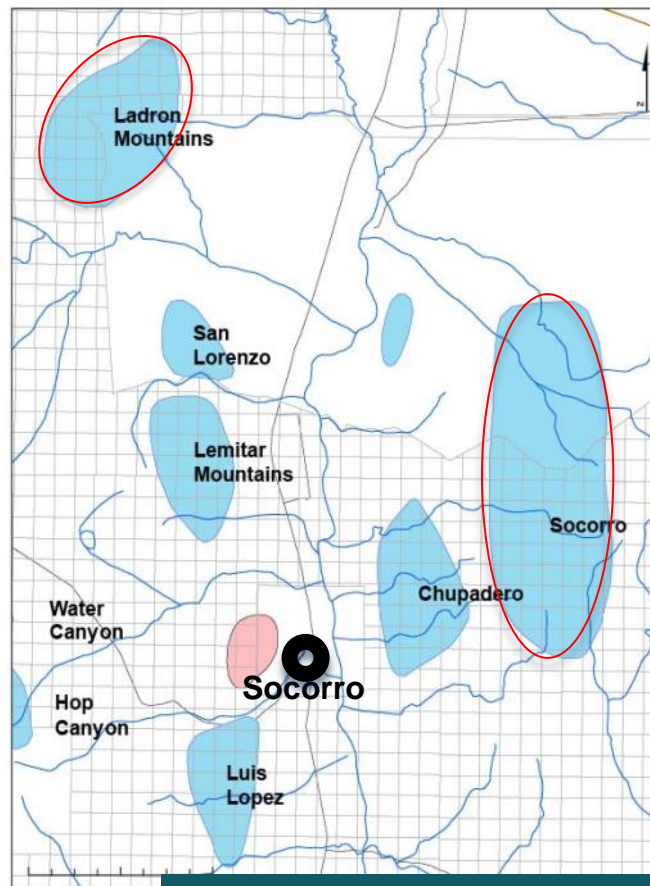 Ladron
Mountains
N
San
Lorenzo
Lemitar
Mountains
Socorro
Chupadero
Water
Canyon
Socorro
Hop
Canyon
Luis
Lopez